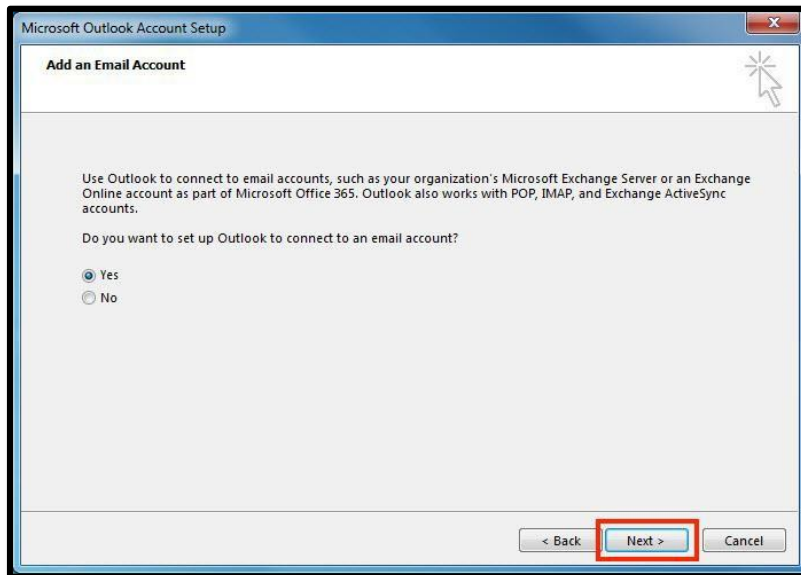 Microsoft Outlook Account Setup
Add an Email Account
Use Outlook to connect to email accounts, such as your organization's Microsoft Exchange Server or an Exchange
Online account as part of Microsoft Office 365. Outlook also works with POP, IMAP, and Exchange ActiveSync
accounts.
Do you want to set up Outlook to connect to an email account?
Yes
No
< Back
Next >
Cancel